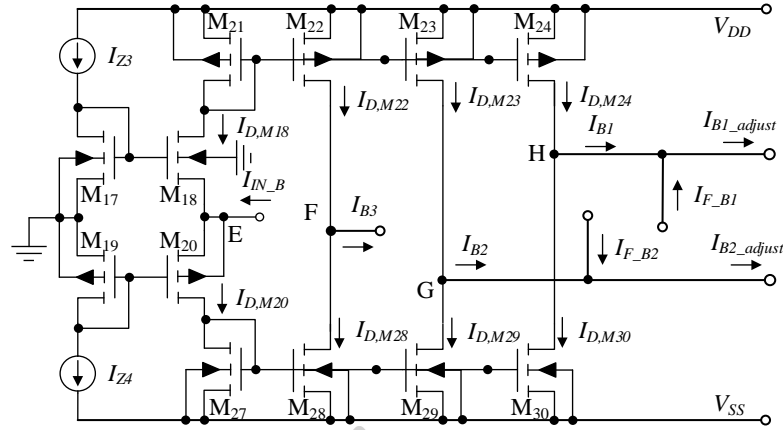 M21 M22 M23 M24
VDD
IZ3
ID,M22 ID,M23 ID,M24
ID,M18
IB1 IB1_adjust
H
IIN_B
M17 M18
F IB3
IF_B1
M19 M20 E
IB2 IF_B2 IB2_adjust
G
ID,M20
ID,M28 ID,M29 ID,M30
IZ4
M27 M28 M29 M30
VSS